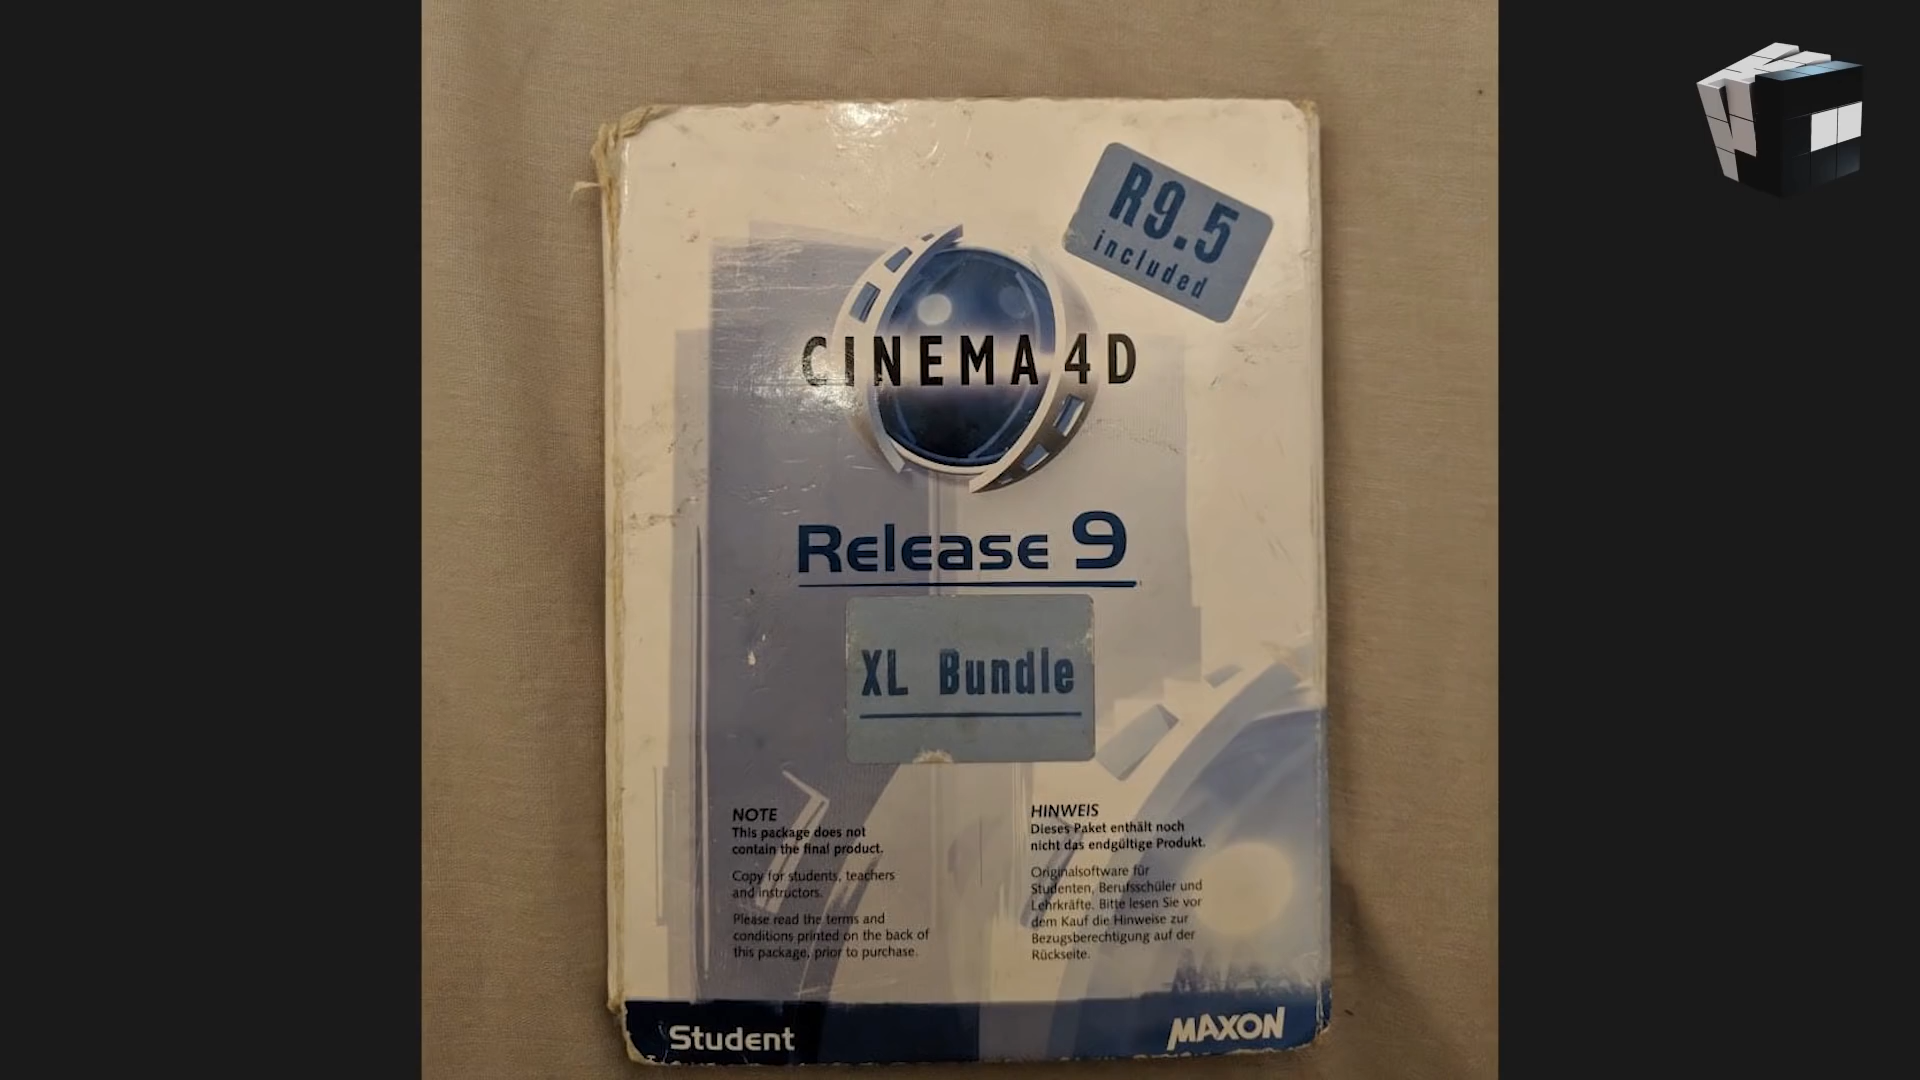 R9.5
included
CINEMA 4D
Release 9
XL Bundle
NOTE
This package does not
contain the final product.
Copy for students, teachers
and instructors.
Please read the terms and
conditions printed on the back of
this package, prior to purchase.
HINWEIS
Dieses Paket enthält noch
nicht das endgültige Produkt.
Originalsoftware für
Studenten, Berufsschüler und
Lehrkräfte. Bitte lesen Sie vor
dem Kauf die Hinweise zur
Bezugsberechtigung auf der
Rückseite.
Student
MAXON